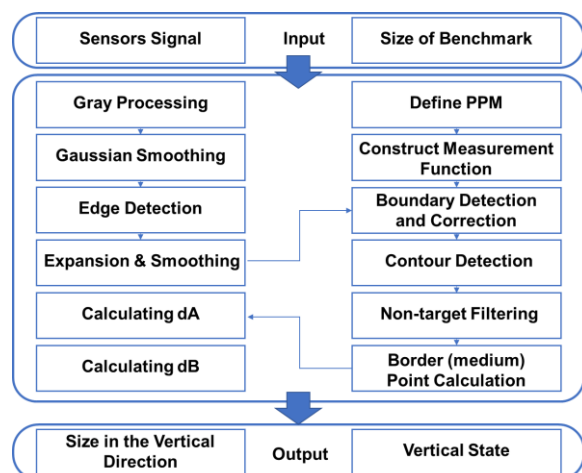 Sensors Signal
Input
Size of Benchmark
Gray Processing
Gaussian Smoothing
Edge Detection
Expansion & Smoothing
Calculating dA
Calculating dB
Define PPM
Construct Measurement
Function
Boundary Detection
and Correction
Contour Detection
Non-target Filtering
Border (medium)
Point Calculation
Size in the Vertical
Direction
Output
Vertical State